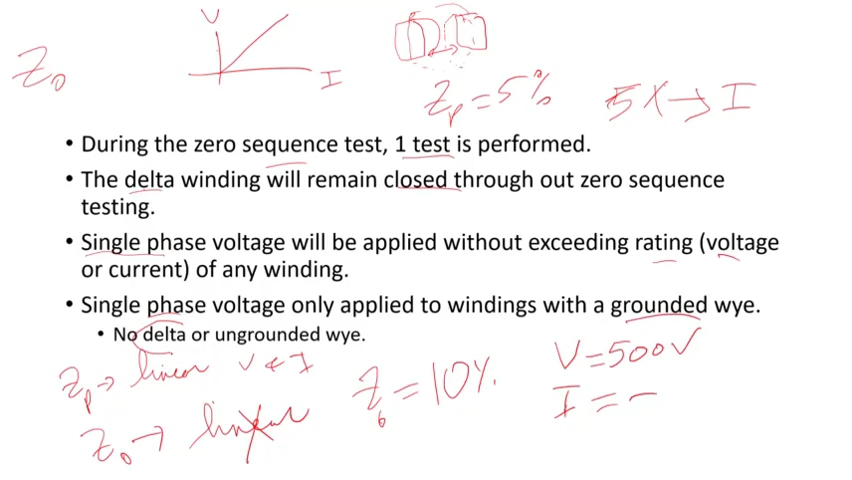 V
Z0
I
Zp = 5%
5X → I
• During the zero sequence test, 1 test is performed.
• The delta winding will remain closed through out zero sequence
testing.
• Single phase voltage will be applied without exceeding rating (voltage
or current) of any winding.
• Single phase voltage only applied to windings with a grounded wye.
• No delta or ungrounded wye.
Zp → linear V & I
Z0 → linear
Z0 = 10%
V = 500V
I =